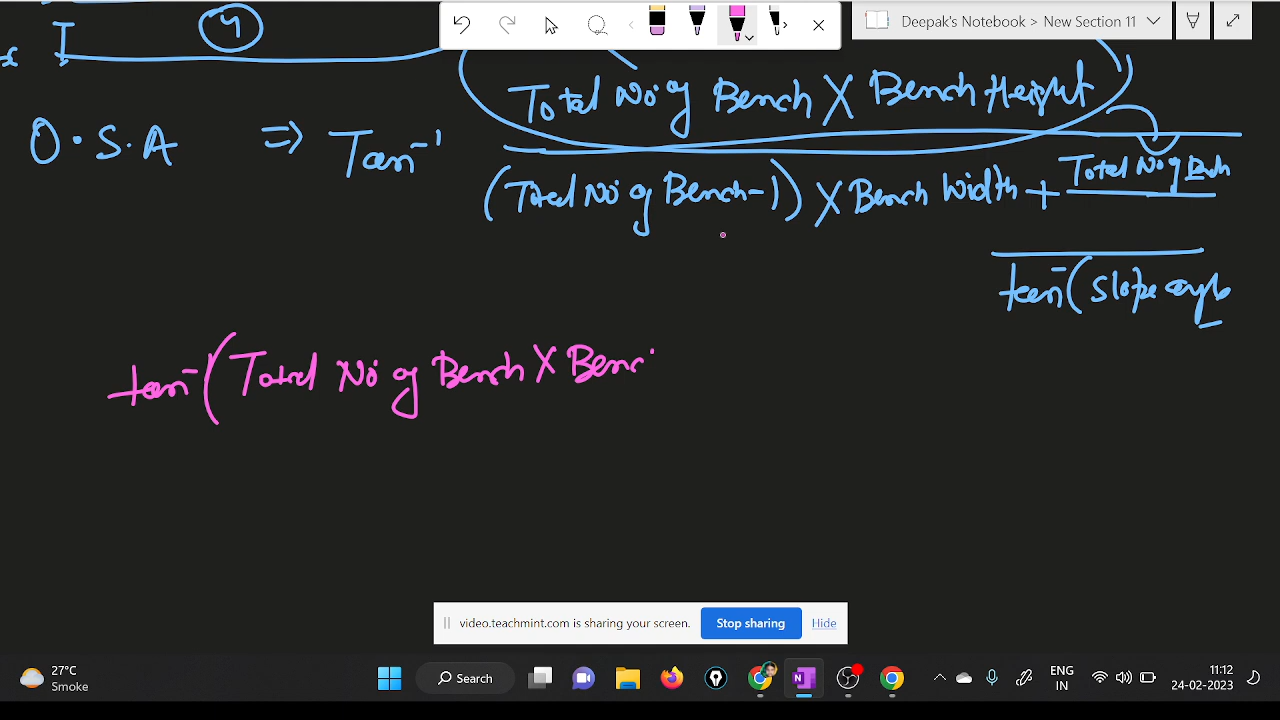 Deepak's Notebook > New Section 11
4
Total No of Bench X Bench Height
O.S.A => Tan⁻¹
(Total No of Bench-1) X Bench Width + Total No of Bench
tan⁻(Slope angle
tan⁻(Total No of Bench X Benc
video.teachmint.com is sharing your screen. Stop sharing Hide
27°C
Smoke
Search
ENG
IN
11:12
24-02-2023